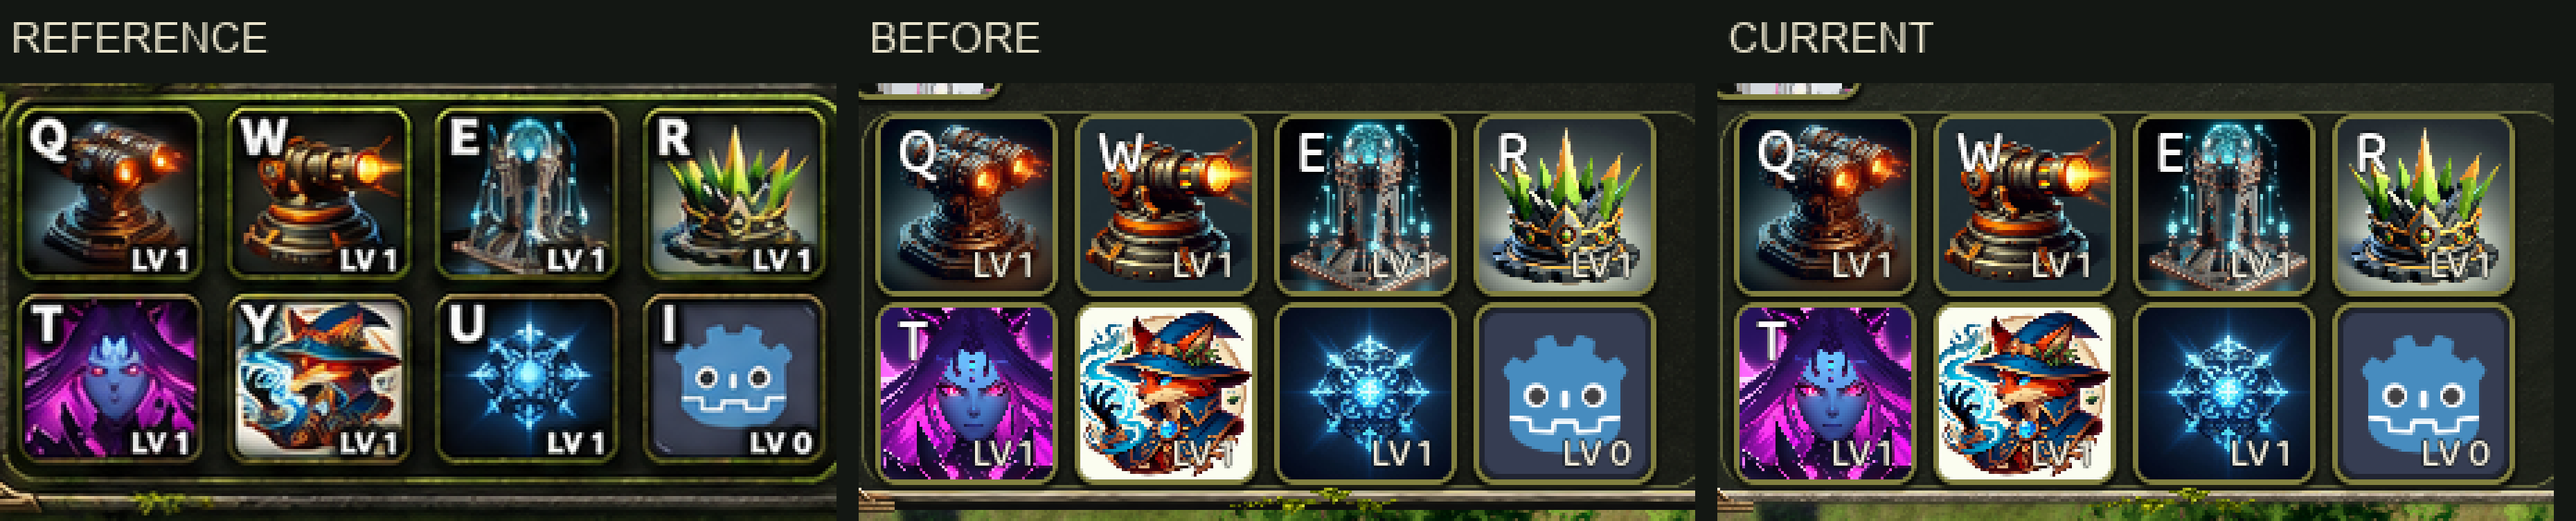 REFERENCE BEFORE CURRENT
Q W E R Q W E R Q W E R
LV 1 LV 1 LV 1 LV 1 LV 1 LV 1 LV 1 LV 1 LV 1 LV 1 LV 1 LV 1
T Y U I T T
LV 1 LV 1 LV 1 LV 0 LV 1 LV 1 LV 1 LV 0 LV 1 LV 1 LV 1 LV 0